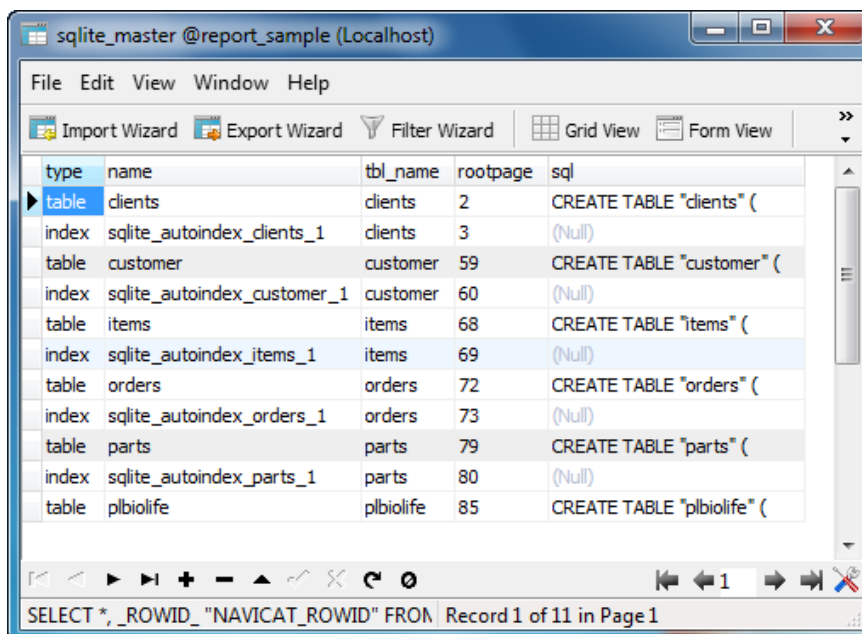 sqlite_master @report_sample (Localhost)
File Edit View Window Help
Import Wizard Export Wizard Filter Wizard Grid View Form View
type name tbl_name rootpage sql
table clients clients 2 CREATE TABLE "clients" (
index sqlite_autoindex_clients_1 clients 3 (Null)
table customer customer 59 CREATE TABLE "customer" (
index sqlite_autoindex_customer_1 customer 60 (Null)
table items items 68 CREATE TABLE "items" (
index sqlite_autoindex_items_1 items 69 (Null)
table orders orders 72 CREATE TABLE "orders" (
index sqlite_autoindex_orders_1 orders 73 (Null)
table parts parts 79 CREATE TABLE "parts" (
index sqlite_autoindex_parts_1 parts 80 (Null)
table plbiolife plbiolife 85 CREATE TABLE "plbiolife" (
1
SELECT *, _ROWID_ "NAVICAT_ROWID" FROM Record 1 of 11 in Page 1